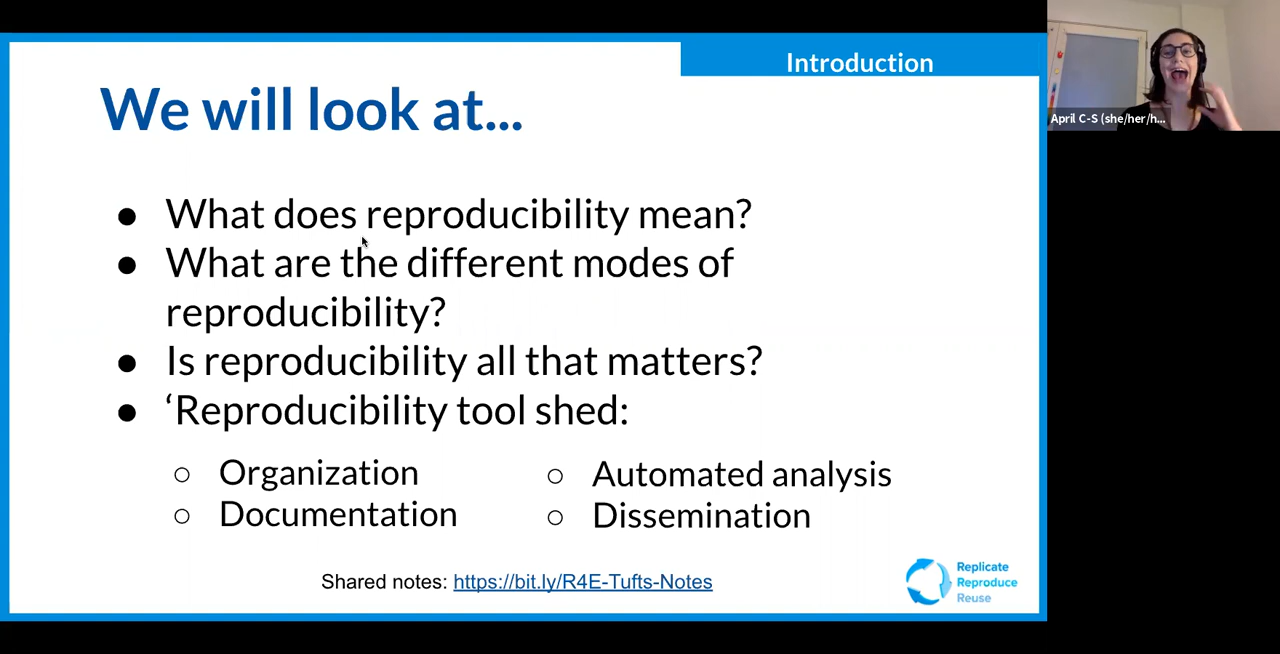 Introduction
We will look at...
● What does reproducibility mean?
● What are the different modes of
reproducibility?
● Is reproducibility all that matters?
● ‘Reproducibility tool shed:
○ Organization
○ Documentation
○ Automated analysis
○ Dissemination
Shared notes: https://bit.ly/R4E-Tufts-Notes
Replicate
Reproduce
Reuse
April C-S (she/her/h...